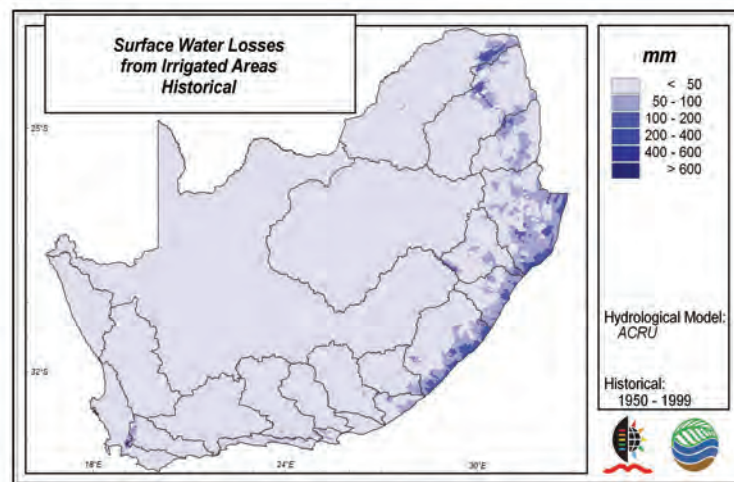 Surface Water Losses
from Irrigated Areas
Historical
mm
< 50
50 - 100
100 - 200
200 - 400
400 - 600
> 600
25°S
32°S
18°E
24°E
30°E
Hydrological Model:
ACRU
Historical:
1950 - 1999